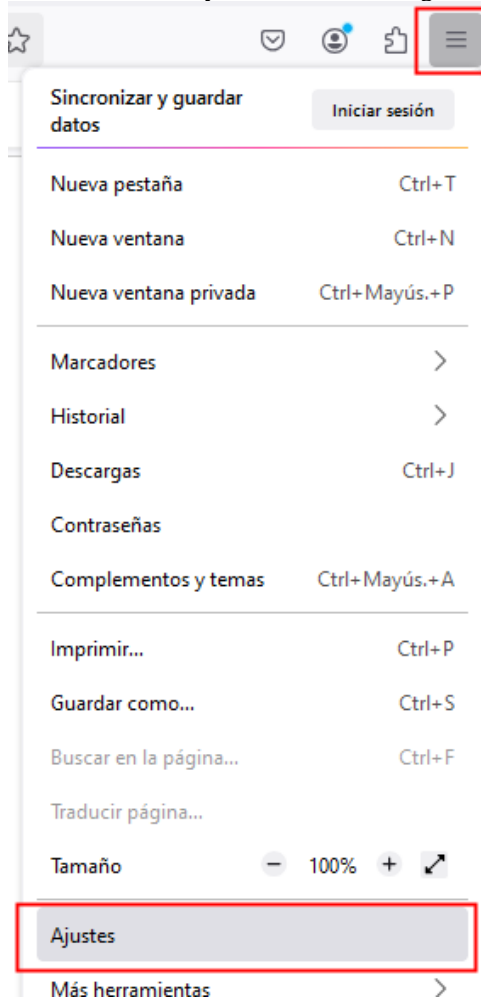 Sincronizar y guardar
datos
Iniciar sesión
Nueva pestaña Ctrl+T
Nueva ventana Ctrl+N
Nueva ventana privada Ctrl+Mayús.+P
Marcadores
Historial
Descargas Ctrl+J
Contraseñas
Complementos y temas Ctrl+Mayús.+A
Imprimir... Ctrl+P
Guardar como... Ctrl+S
Buscar en la página... Ctrl+F
Traducir página...
Tamaño − 100% +
Ajustes
Más herramientas